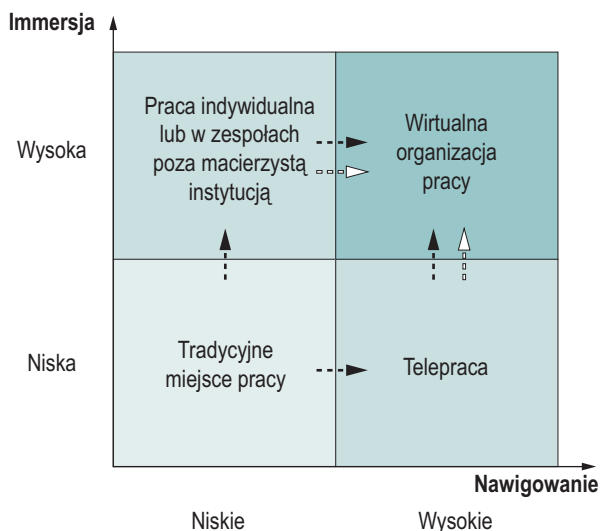 Immersja
Wysoka
Praca indywidualna
lub w zespołach
poza macierzystą
instytucją
Wirtualna
organizacja
pracy
Niska
Tradycyjne
miejsce pracy
Telepraca
Nawigowanie
Niskie
Wysokie